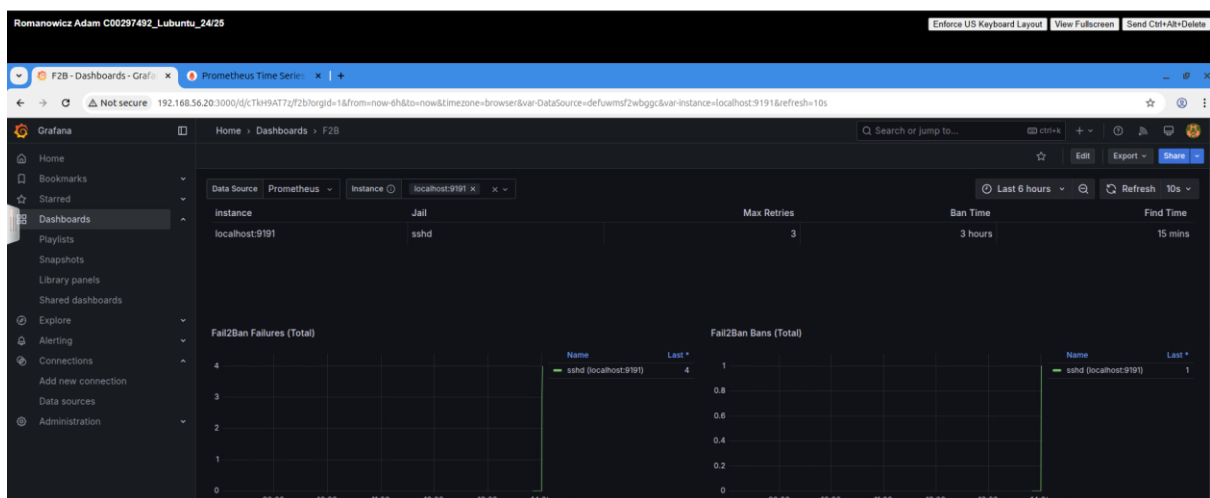 Romanowicz Adam C00297492_Lubuntu_24/25 Enforce US Keyboard Layout View Fullscreen Send Ctrl+Alt+Delete
F2B - Dashboards - Grafa Prometheus Time Series
Not secure 192.168.56.20:3000/d/cTkH9AT7z/f2b?orgId=1&from=now-6h&to=now&timezone=browser&var-DataSource=defuwmsf2wbggc&var-instance=localhost:9191&refresh=10s
Grafana Home › Dashboards › F2B Search or jump to... ctrl+k
Home Edit Export Share
Bookmarks
Data Source Prometheus Instance localhost:9191 Last 6 hours Refresh 10s
Starred
instance Jail Max Retries Ban Time Find Time
Dashboards
localhost:9191 sshd 3 3 hours 15 mins
Playlists
Snapshots
Library panels
Shared dashboards
Explore
Fail2Ban Failures (Total) Fail2Ban Bans (Total)
Alerting
Name Last * Name Last *
Connections
4 sshd (localhost:9191) 4 1 sshd (localhost:9191) 1
Add new connection
0.8
3
Data sources
0.6
Administration
2
0.4
1 0.2
0 0